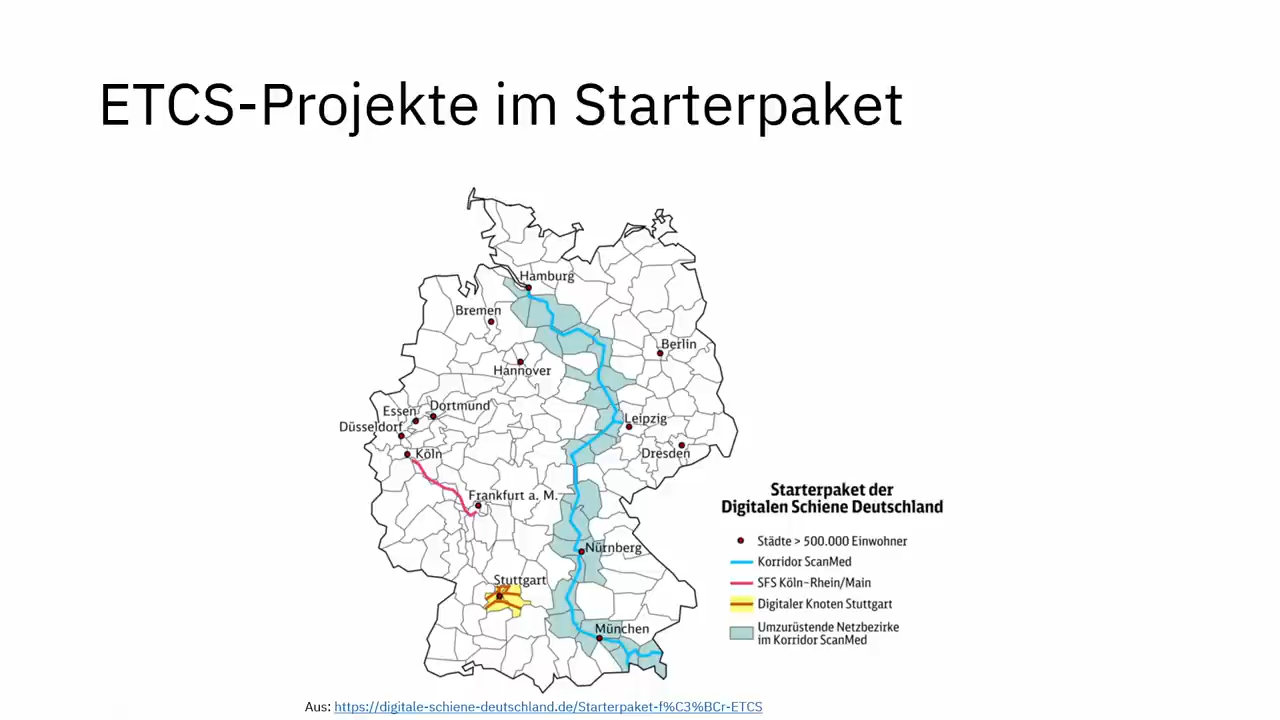 ETCS-Projekte im Starterpaket
Hamburg
Bremen
Berlin
Hannover
Essen
Dortmund
Düsseldorf
Leipzig
Köln
Dresden
Frankfurt a. M.
Nürnberg
Stuttgart
München
Starterpaket der
Digitalen Schiene Deutschland
Städte > 500.000 Einwohner
Korridor ScanMed
SFS Köln–Rhein/Main
Digitaler Knoten Stuttgart
Umzurüstende Netzbezirke
im Korridor ScanMed
Aus: https://digitale-schiene-deutschland.de/Starterpaket-f%C3%BCr-ETCS